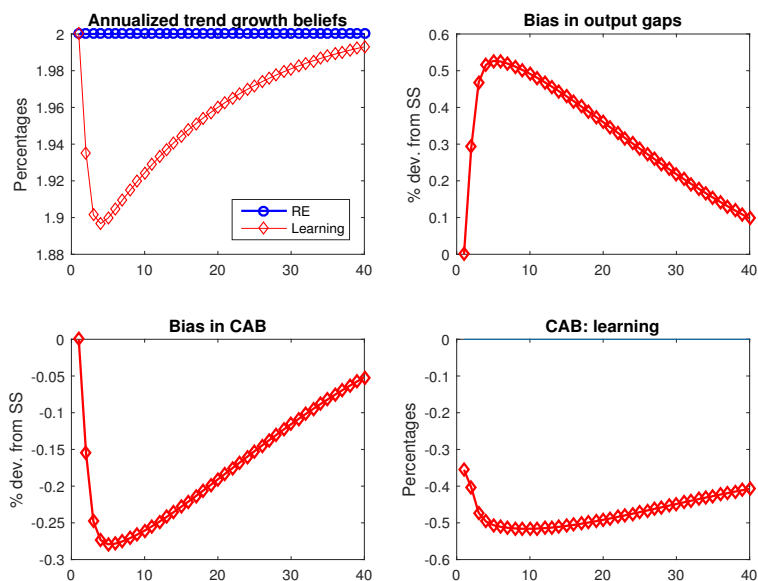 Annualized trend growth beliefs
Percentages
2
1.98
1.96
1.94
1.92
1.9
1.88
0 10 20 30 40
RE
Learning
Bias in output gaps
% dev. from SS
0.6
0.5
0.4
0.3
0.2
0.1
0
0 10 20 30 40
Bias in CAB
% dev. from SS
0
-0.05
-0.1
-0.15
-0.2
-0.25
-0.3
0 10 20 30 40
CAB: learning
Percentages
0
-0.1
-0.2
-0.3
-0.4
-0.5
-0.6
0 10 20 30 40